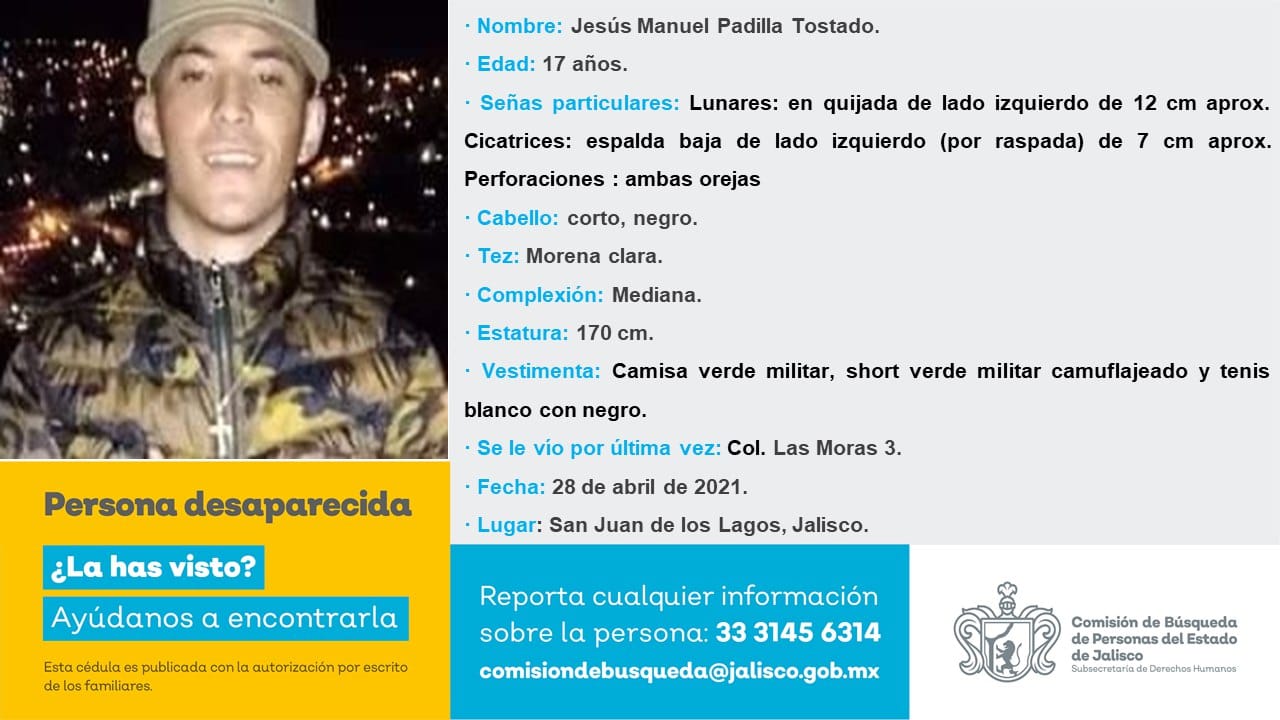 · Nombre: Jesús Manuel Padilla Tostado.
· Edad: 17 años.
· Señas particulares: Lunares: en quijada de lado izquierdo de 12 cm aprox.
Cicatrices: espalda baja de lado izquierdo (por raspada) de 7 cm aprox.
Perforaciones : ambas orejas
· Cabello: corto, negro.
· Tez: Morena clara.
· Complexión: Mediana.
· Estatura: 170 cm.
· Vestimenta: Camisa verde militar, short verde militar camuflajeado y tenis
blanco con negro.
· Se le vío por última vez: Col. Las Moras 3.
· Fecha: 28 de abril de 2021.
· Lugar: San Juan de los Lagos, Jalisco.
Persona desaparecida
¿La has visto?
Ayúdanos a encontrarla
Esta cédula es publicada con la autorización por escrito
de los familiares.
Reporta cualquier información
sobre la persona: 33 3145 6314
comisiondebusqueda@jalisco.gob.mx
Comisión de Búsqueda
de Personas del Estado
de Jalisco
Subsecretaría de Derechos Humanos